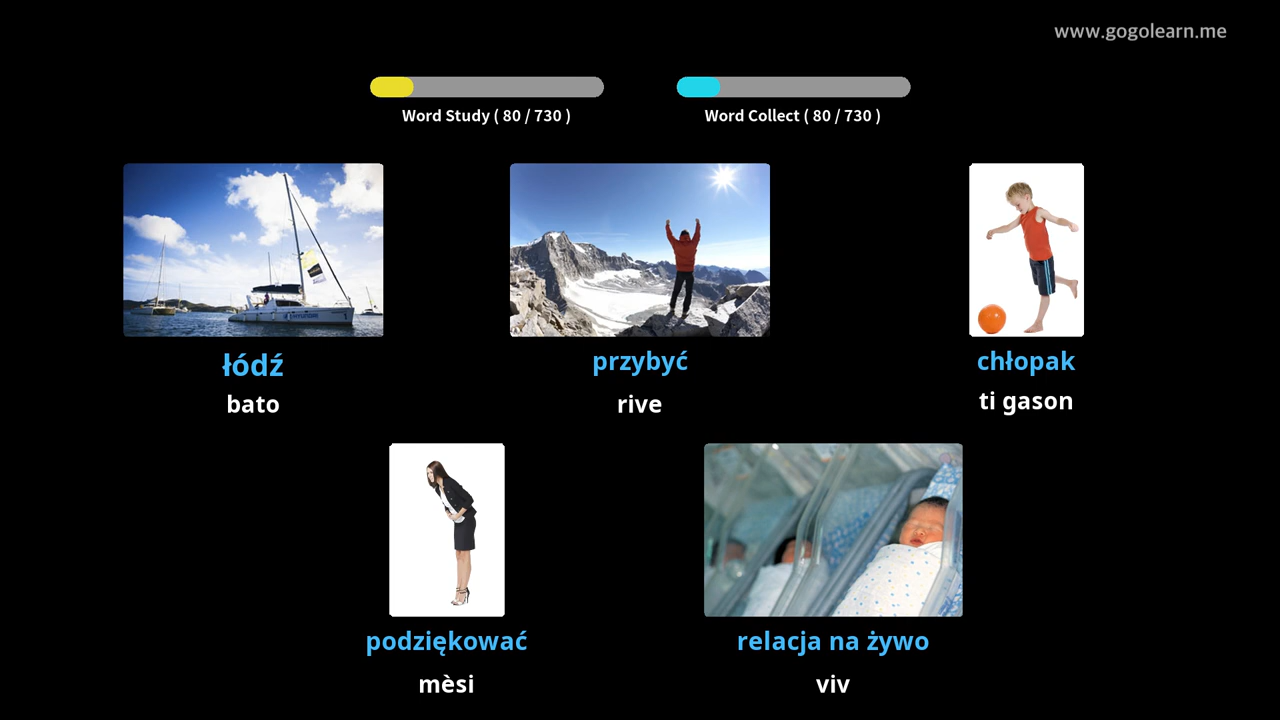 www.gogolearn.me
Word Study ( 80 / 730 )
Word Collect ( 80 / 730 )
łódź
bato
przybyć
rive
chłopak
ti gason
podziękować
mèsi
relacja na żywo
viv